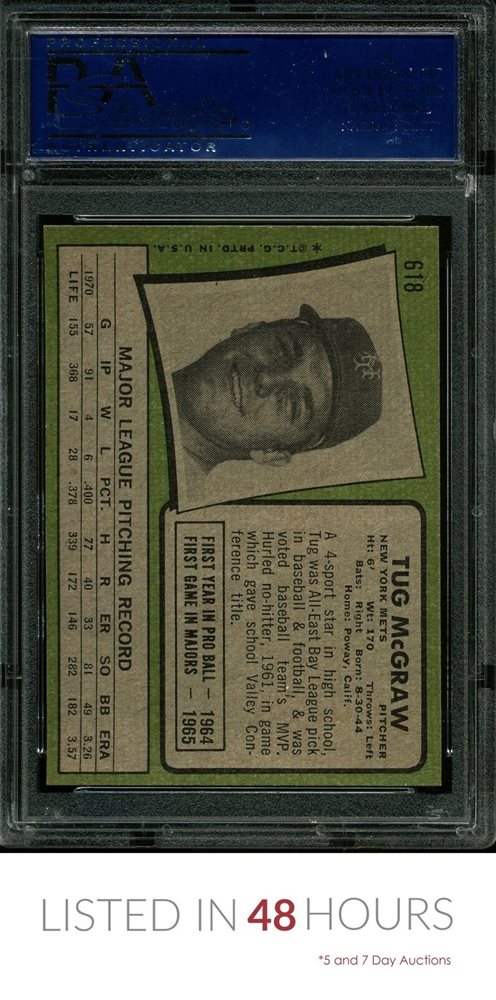 PROFESSIONAL
PSA
AUTHENTICATOR
A
DIVISION OF
618
*©T.C.G. PRTD. IN U.S.A.
TUG McGRAW
NEW YORK METS PITCHER
Ht: 6' Wt: 170 Throws: Left
Bats: Right Born: 8-30-44
Home: Poway, Calif.
A 4-sport star in high school,
Tug was All-East Bay League pick
in baseball & football, & was
voted baseball team's MVP.
Hurled no-hitter, 1961, in game
which gave school Valley Con-
ference title.
FIRST YEAR IN PRO BALL — 1964
FIRST GAME IN MAJORS — 1965
MAJOR LEAGUE PITCHING RECORD
G IP W L PCT. H R ER SO BB ERA
1970 57 91 4 6 .400 77 40 33 81 49 3.26
LIFE 155 368 17 28 .378 339 172 146 282 182 3.57
LISTED IN 48 HOURS
*5 and 7 Day Auctions